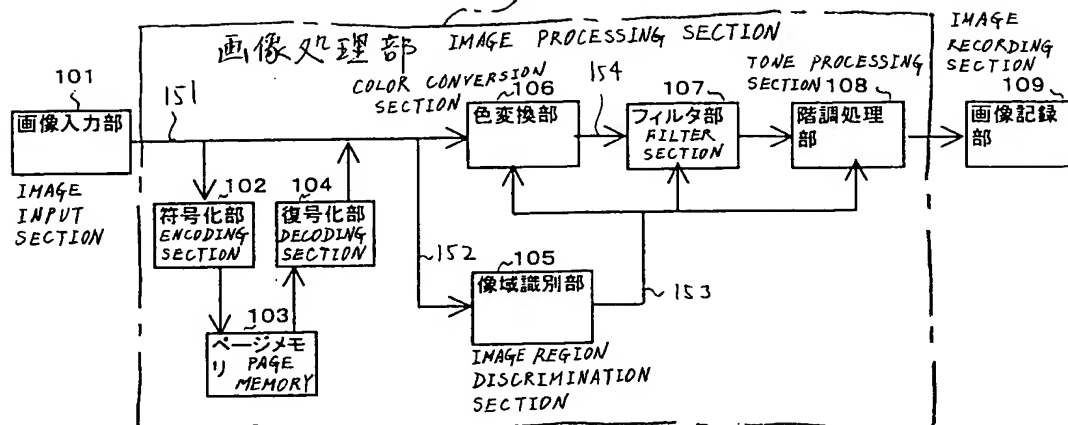 画像処理部 IMAGE PROCESSING SECTION
IMAGE
RECORDING
SECTION
109
画像記録
部
101
画像入力部
IMAGE
INPUT
SECTION
151
COLOR CONVERSION
SECTION
106
色変換部
154
107
フィルタ部
FILTER
SECTION
TONE PROCESSING
SECTION 108
階調処理
部
102
符号化部
ENCODING
SECTION
104
復号化部
DECODING
SECTION
152
105
像域識別部
153
IMAGE REGION
DISCRIMINATION
SECTION
103
ページメモ
リ PAGE
MEMORY